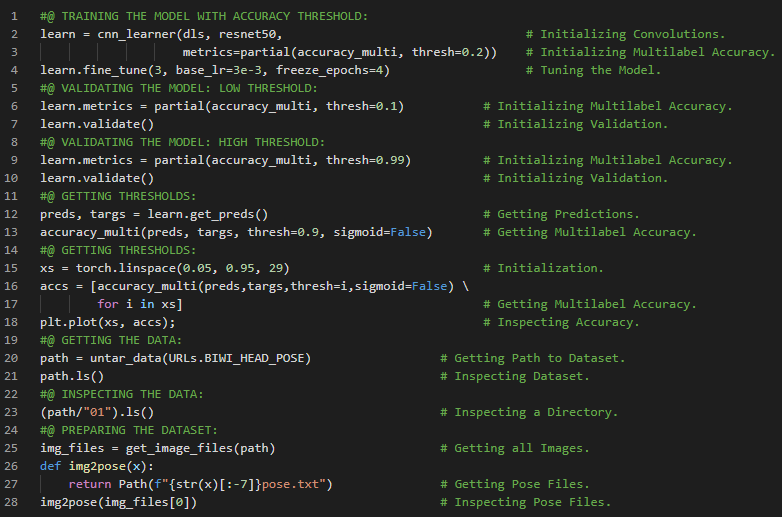 1 #@ TRAINING THE MODEL WITH ACCURACY THRESHOLD:
2 learn = cnn_learner(dls, resnet50, # Initializing Convolutions.
3 metrics=partial(accuracy_multi, thresh=0.2)) # Initializing Multilabel Accuracy.
4 learn.fine_tune(3, base_lr=3e-3, freeze_epochs=4) # Tuning the Model.
5 #@ VALIDATING THE MODEL: LOW THRESHOLD:
6 learn.metrics = partial(accuracy_multi, thresh=0.1) # Initializing Multilabel Accuracy.
7 learn.validate() # Initializing Validation.
8 #@ VALIDATING THE MODEL: HIGH THRESHOLD:
9 learn.metrics = partial(accuracy_multi, thresh=0.99) # Initializing Multilabel Accuracy.
10 learn.validate() # Initializing Validation.
11 #@ GETTING THRESHOLDS:
12 preds, targs = learn.get_preds() # Getting Predictions.
13 accuracy_multi(preds, targs, thresh=0.9, sigmoid=False) # Getting Multilabel Accuracy.
14 #@ GETTING THRESHOLDS:
15 xs = torch.linspace(0.05, 0.95, 29) # Initialization.
16 accs = [accuracy_multi(preds,targs,thresh=i,sigmoid=False) \
17 for i in xs] # Getting Multilabel Accuracy.
18 plt.plot(xs, accs); # Inspecting Accuracy.
19 #@ GETTING THE DATA:
20 path = untar_data(URLs.BIWI_HEAD_POSE) # Getting Path to Dataset.
21 path.ls() # Inspecting Dataset.
22 #@ INSPECTING THE DATA:
23 (path/"01").ls() # Inspecting a Directory.
24 #@ PREPARING THE DATASET:
25 img_files = get_image_files(path) # Getting all Images.
26 def img2pose(x):
27 return Path(f"{str(x)[:-7]}pose.txt") # Getting Pose Files.
28 img2pose(img_files[0]) # Inspecting Pose Files.